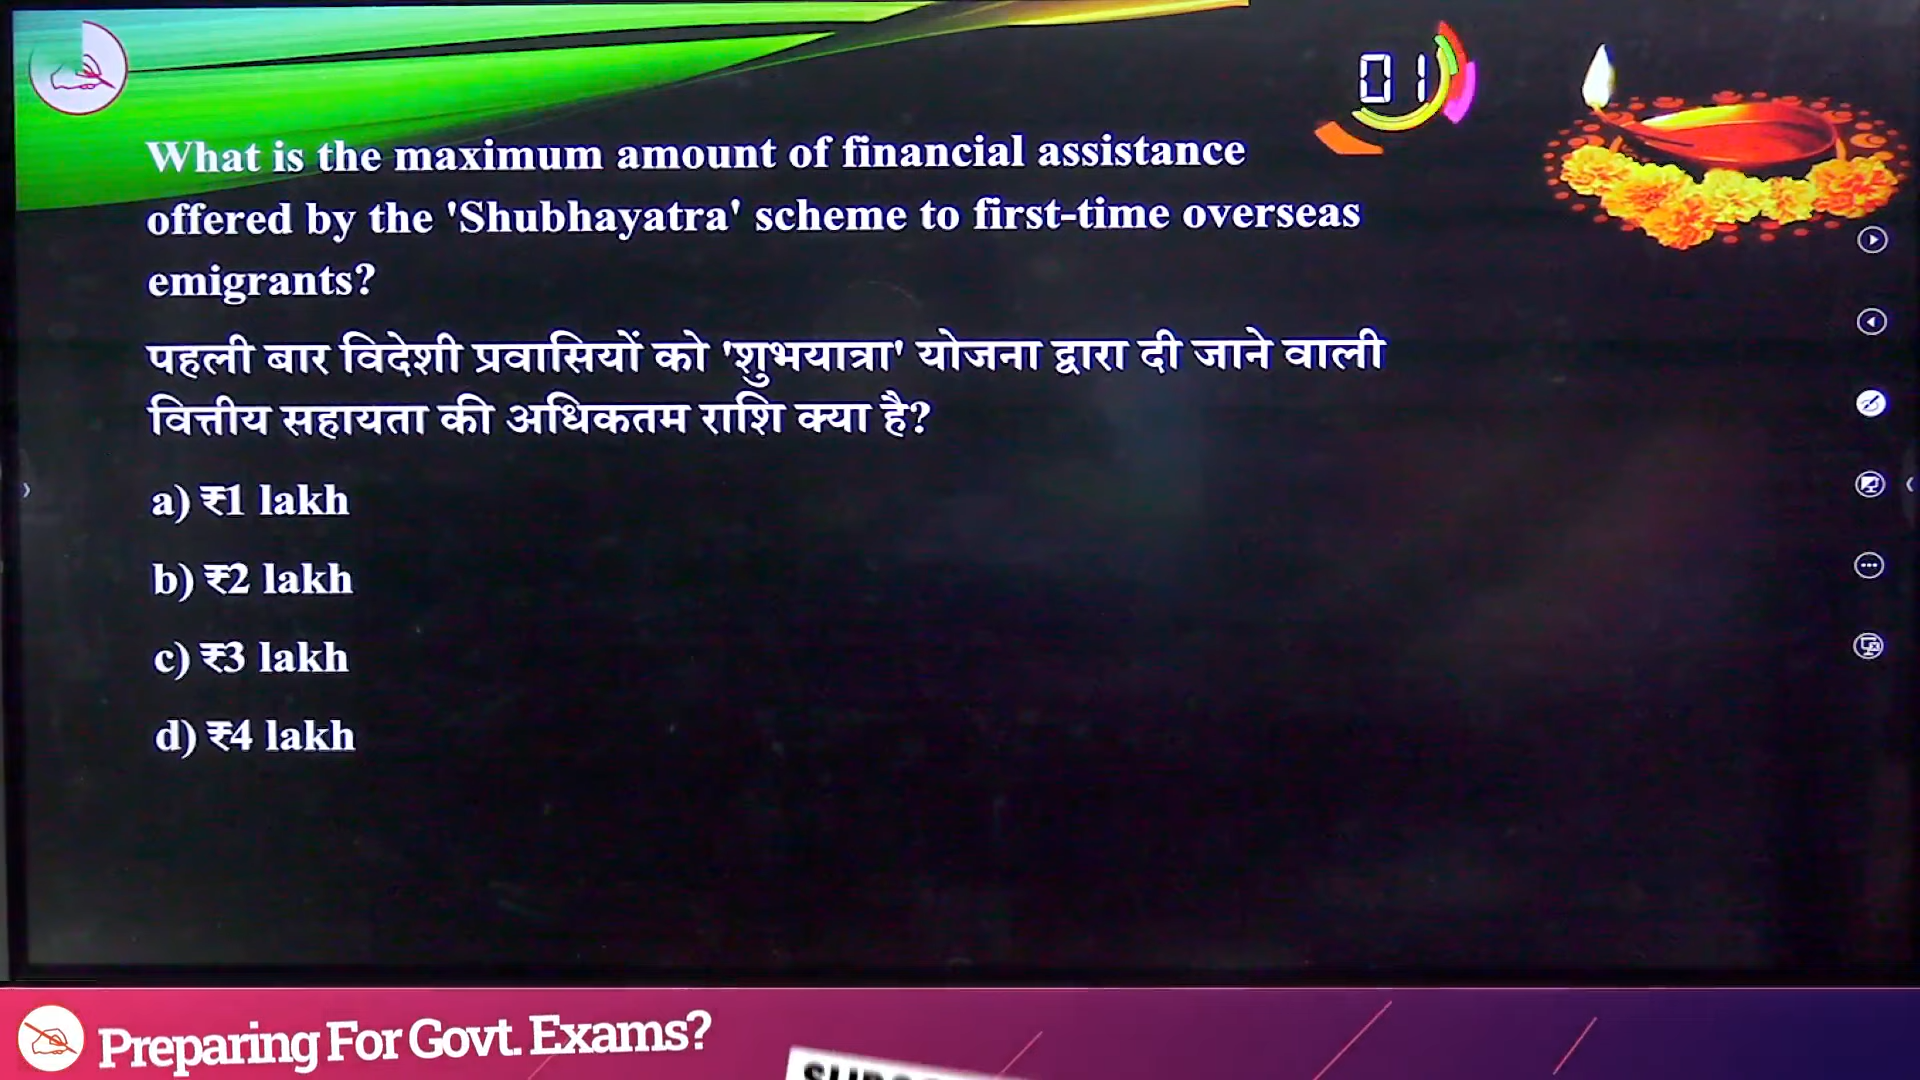 01
What is the maximum amount of financial assistance
offered by the 'Shubhayatra' scheme to first-time overseas
emigrants?
पहली बार विदेशी प्रवासियों को 'शुभयात्रा' योजना द्वारा दी जाने वाली
वित्तीय सहायता की अधिकतम राशि क्या है?
a) ₹1 lakh
b) ₹2 lakh
c) ₹3 lakh
d) ₹4 lakh
Preparing For Govt. Exams?